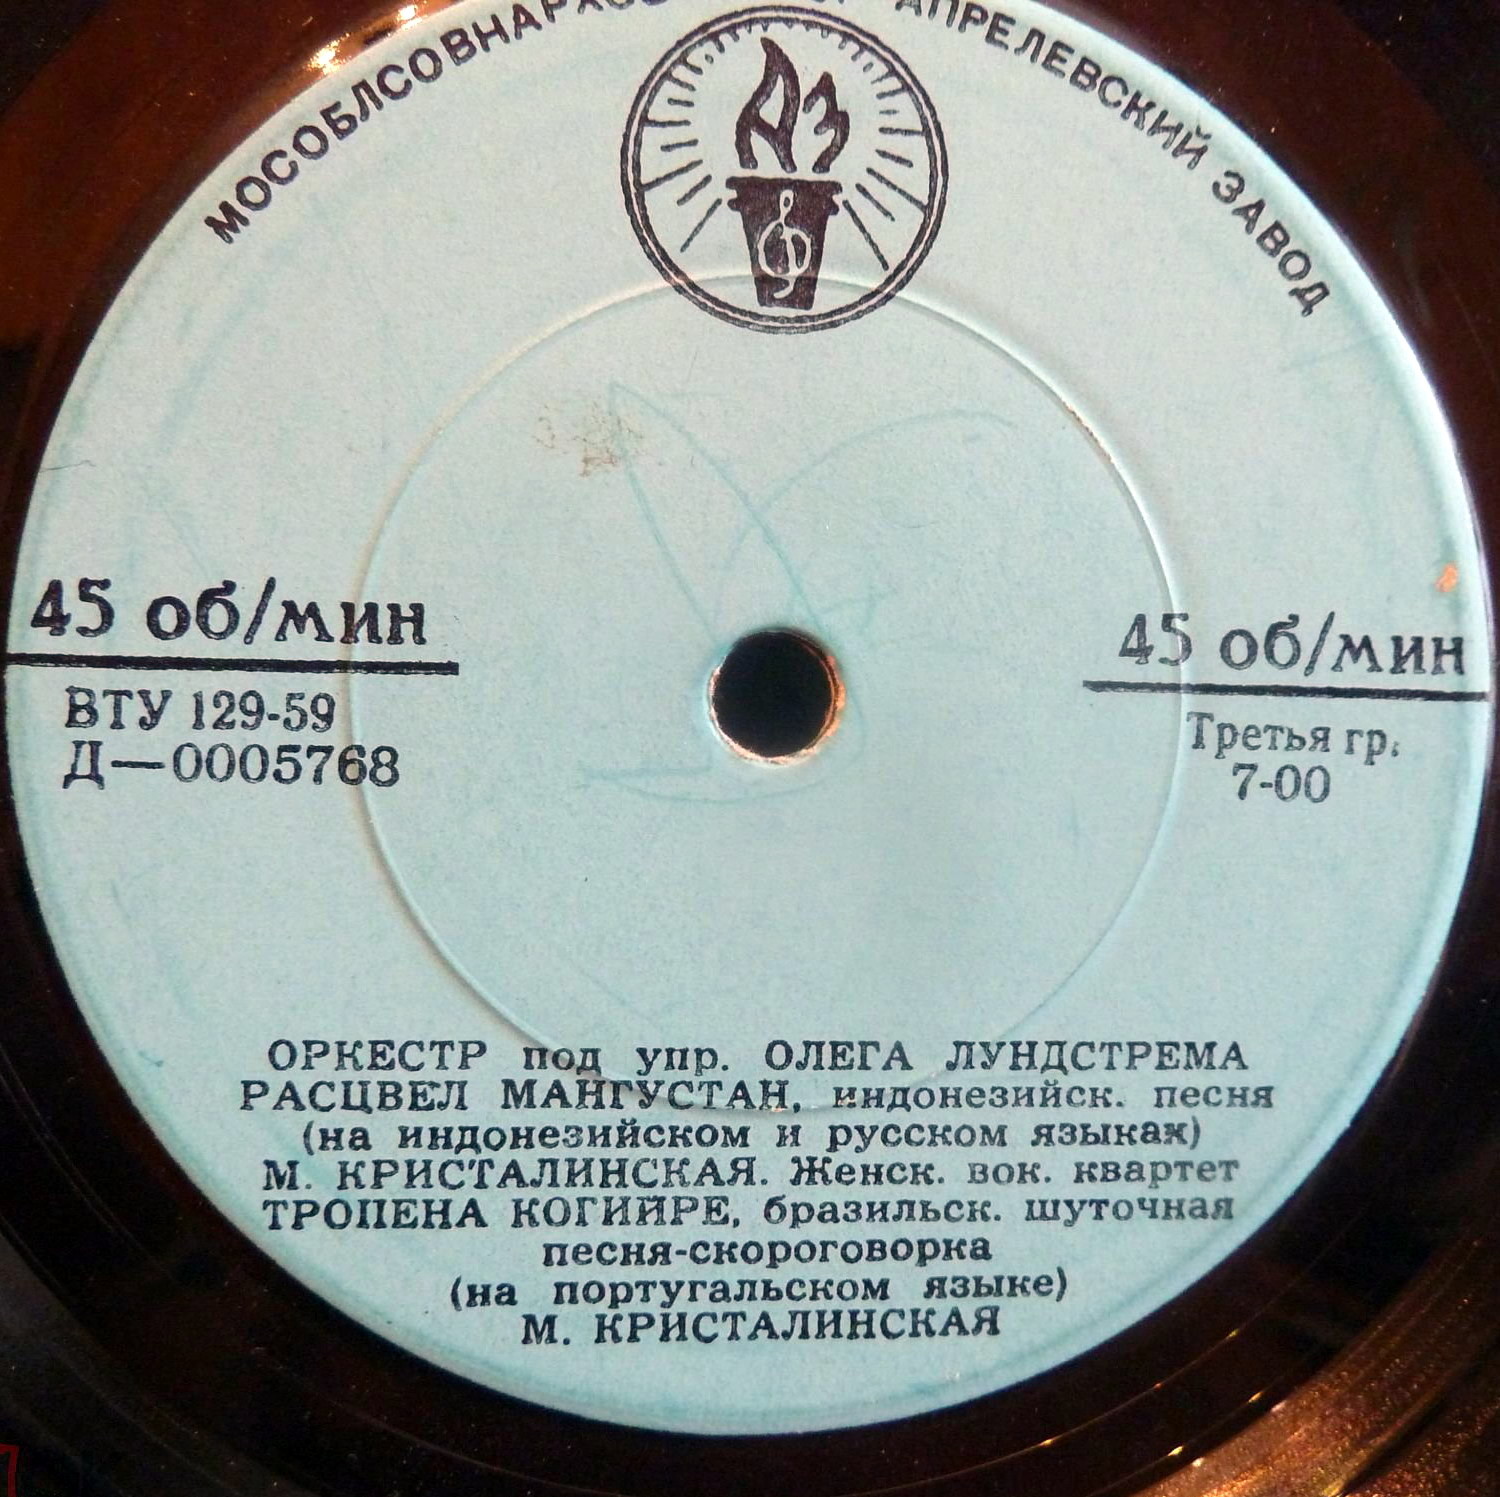 АПРЕЛЕВСКИЙ ЗАВОД
АЗ
45 об/мин
ВТУ 129-59
Д—0005768
45 об/мин
Третья гр.
7-00
ОРКЕСТР под упр. ОЛЕГА ЛУНДСТРЕМА
РАСЦВЕЛ МАНГУСТАН, индонезийск. песня
(на индонезийском и русском языках)
М. КРИСТАЛИНСКАЯ. Женск. вок. квартет
ТРОПЕНА КОГИЙРЕ, бразильск. шуточная
песня-скороговорка
(на португальском языке)
М. КРИСТАЛИНСКАЯ